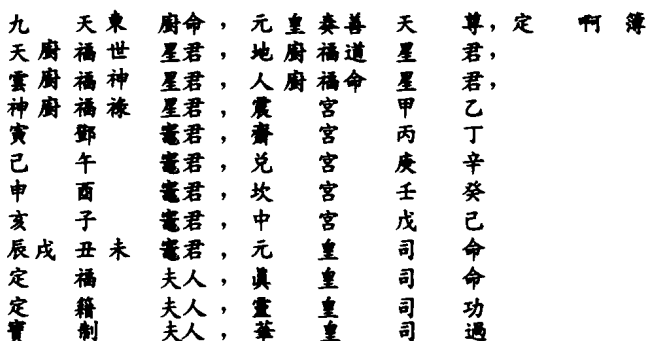 九天東廚命，元皇奏善天尊，定啊簿
天廚福世星君，地廚福道星君，
雲廚福神星君，人廚福命星君，
神廚福祿星君，震宮甲乙
寅鄧竈君，齋宮丙丁
己午竈君，兌宮庚辛
申酉竈君，坎宮壬癸
亥子竈君，中宮戊己
辰戌丑未竈君，元皇司命
定福夫人，眞皇司命
定籍夫人，靈皇司功
寶制夫人，華皇司過